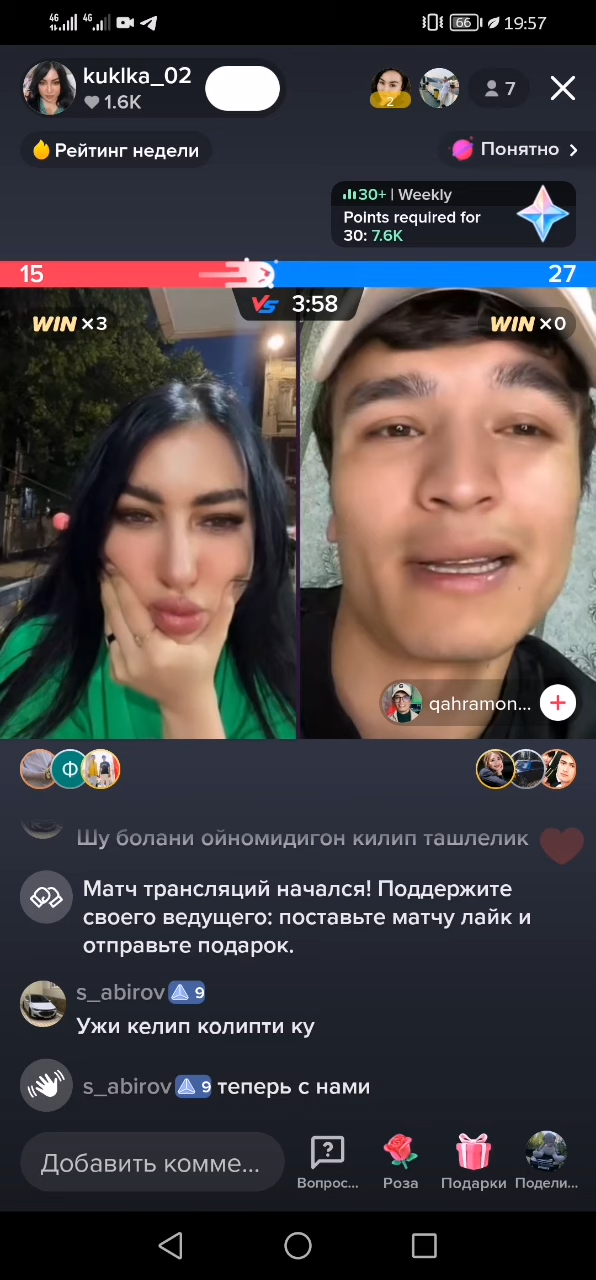 4G 4G 66 19:57
kuklka_02
1.6K
2
7
Рейтинг недели
Понятно
30+ | Weekly
Points required for
30: 7.6K
15
27
VS 3:58
WIN ×3
WIN ×0
qahramon...
Ф
Шу болани ойномидигон килип ташлелик
Матч трансляций начался! Поддержите
своего ведущего: поставьте матчу лайк и
отправьте подарок.
s_abirov 9
Ужи келип колипти ку
s_abirov 9 теперь с нами
Добавить комме...
Вопрос...
Роза
Подарки
Подели...